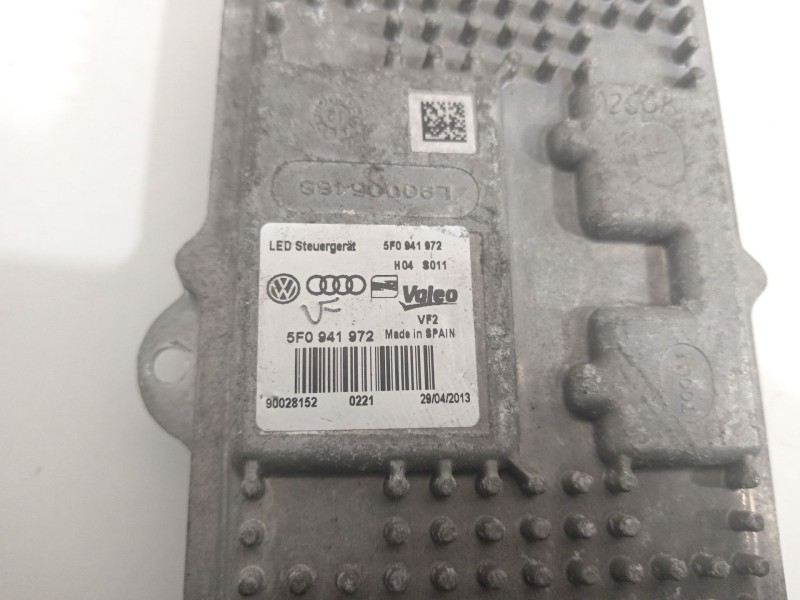 L90005489
LED Steuergerät 5F0 941 972
H04 S011
Valeo
VF2
5F0 941 972 Made in SPAIN
90028152 0221 29/04/2013